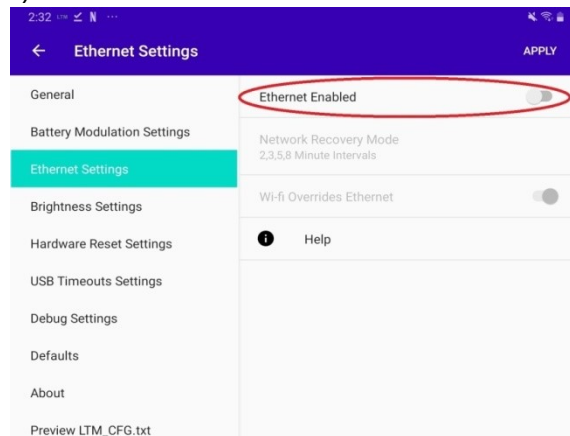 2:32 LTM N ...
Ethernet Settings
APPLY
General
Battery Modulation Settings
Ethernet Settings
Brightness Settings
Hardware Reset Settings
USB Timeouts Settings
Debug Settings
Defaults
About
Preview LTM_CFG.txt
Ethernet Enabled
Network Recovery Mode
2,3,5,8 Minute Intervals
Wi-fi Overrides Ethernet
Help